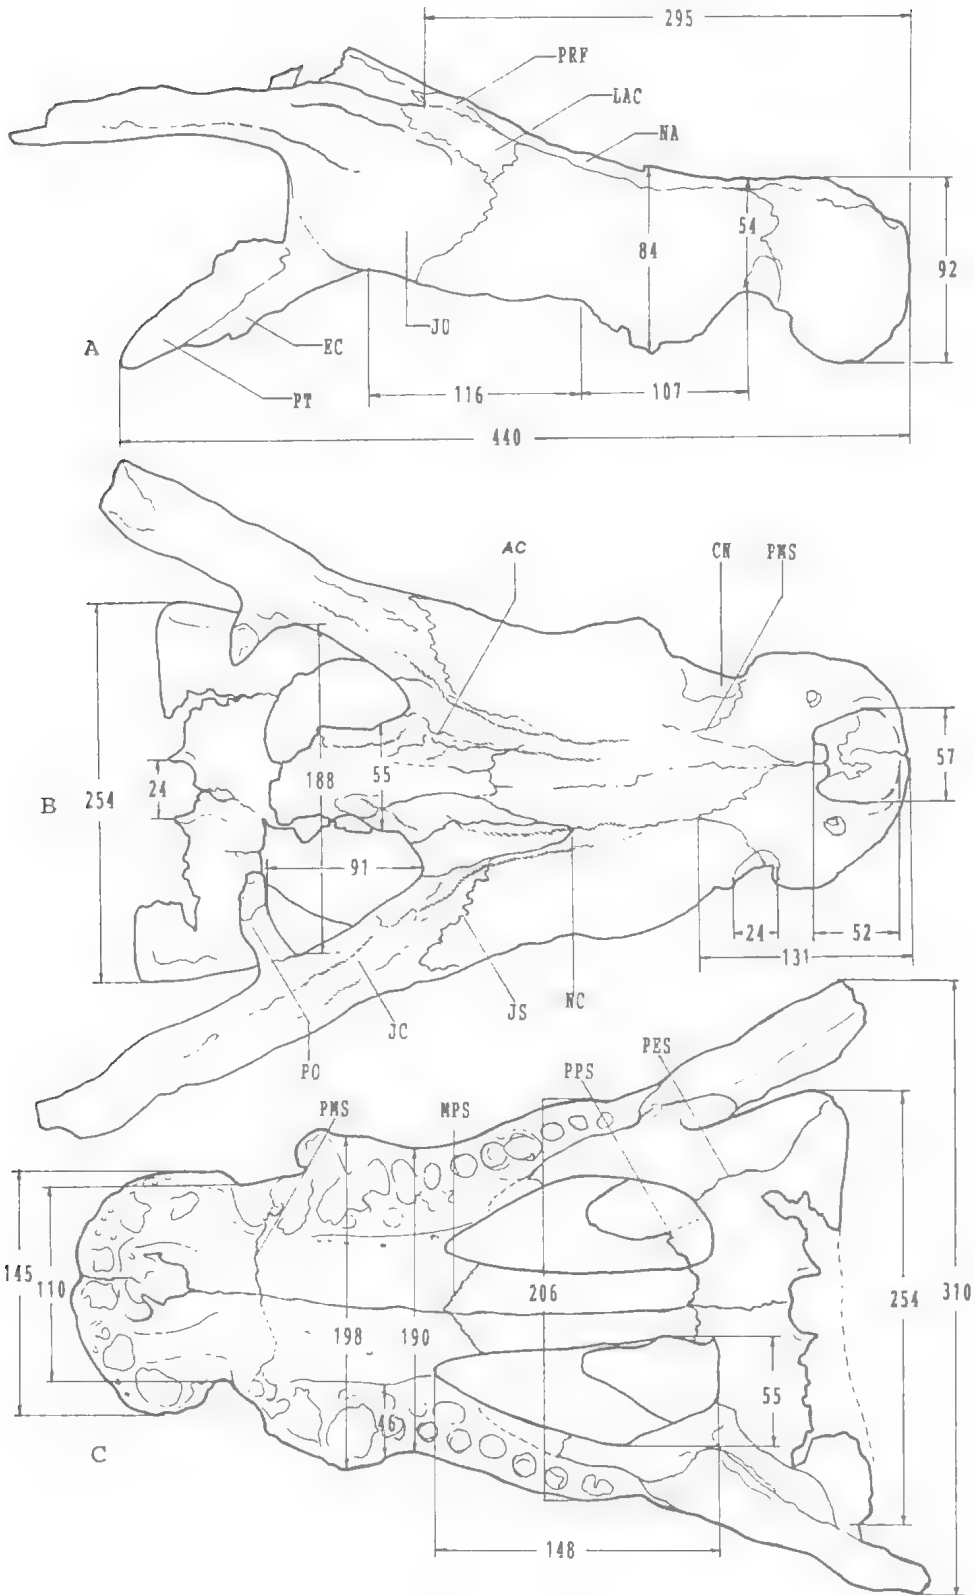 295
PRF
LAC
NA
54
84
92
JU
EC
A
PT
116
107
440
AC
CN
PMS
57
188
55
24
254
B
91
24
52
131
NC
JS
JC
PO
PES
PPS
PMS
MPS
145
110
206
254
310
198
190
55
46
C
148